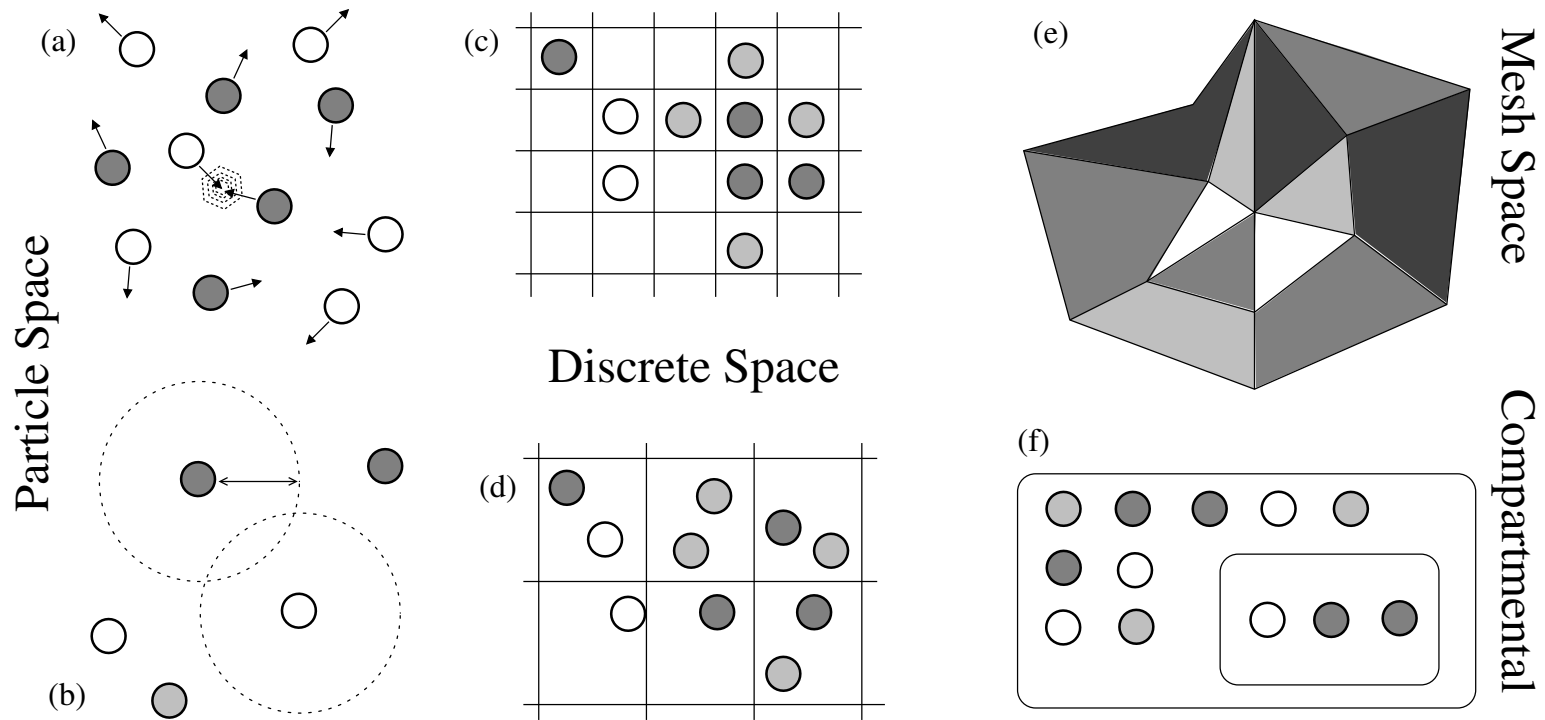 (a)
(c)
(e)
Mesh Space
Particle Space
Discrete Space
(b)
(d)
(f)
Compartmental